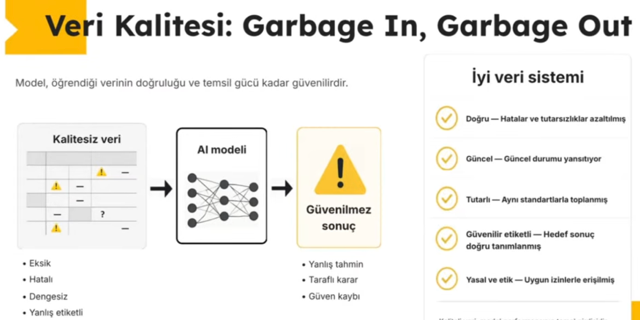 Veri Kalitesi: Garbage In, Garbage Out
Model, öğrendiği verinin doğruluğu ve temsil gücü kadar güvenilirdir.
Kalitesiz veri
?
• Eksik
• Hatalı
• Dengesiz
• Yanlış etiketli
AI modeli
Güvenilmez
sonuç
• Yanlış tahmin
• Taraflı karar
• Güven kaybı
İyi veri sistemi
Doğru — Hatalar ve tutarsızlıklar azaltılmış
Güncel — Güncel durumu yansıtıyor
Tutarlı — Aynı standartlarla toplanmış
Güvenilir etiketli — Hedef sonuç
doğru tanımlanmış
Yasal ve etik — Uygun izinlerle erişilmiş